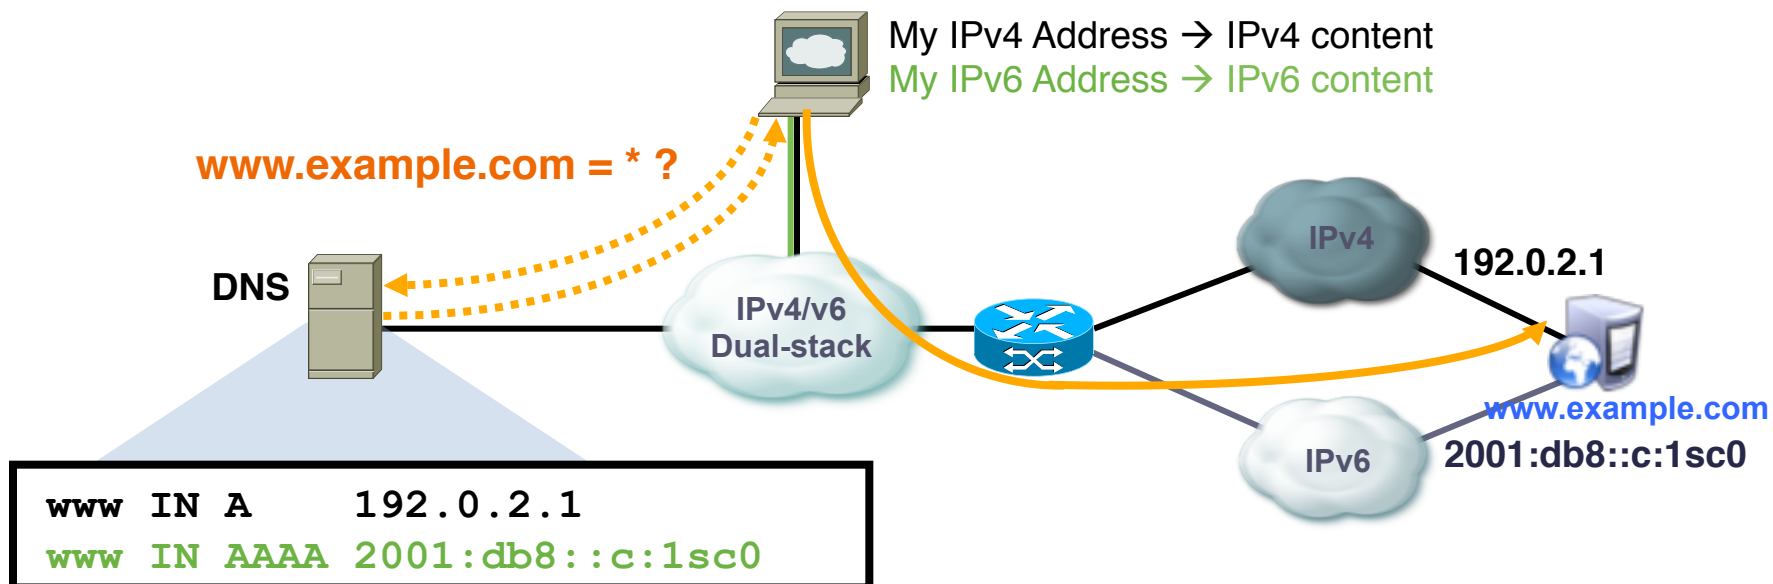 My IPv4 Address → IPv4 content
My IPv6 Address → IPv6 content
www.example.com = * ?
DNS
IPv4/v6
Dual-stack
IPv4
192.0.2.1
www.example.com
IPv6
2001:db8::c:1sc0
www IN A 192.0.2.1
www IN AAAA 2001:db8::c:1sc0